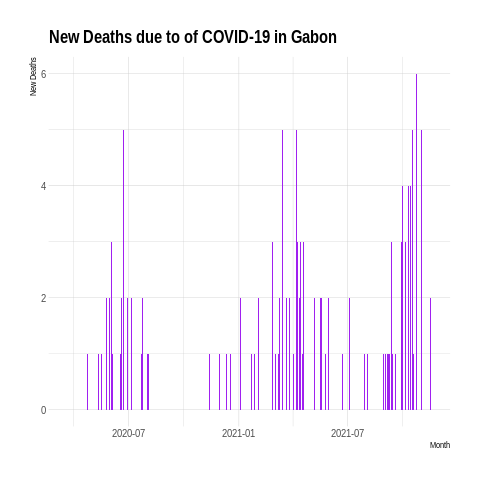 New Deaths due to of COVID-19 in Gabon
New Deaths
6
4
2
0
2020-07
2021-01
2021-07
Month